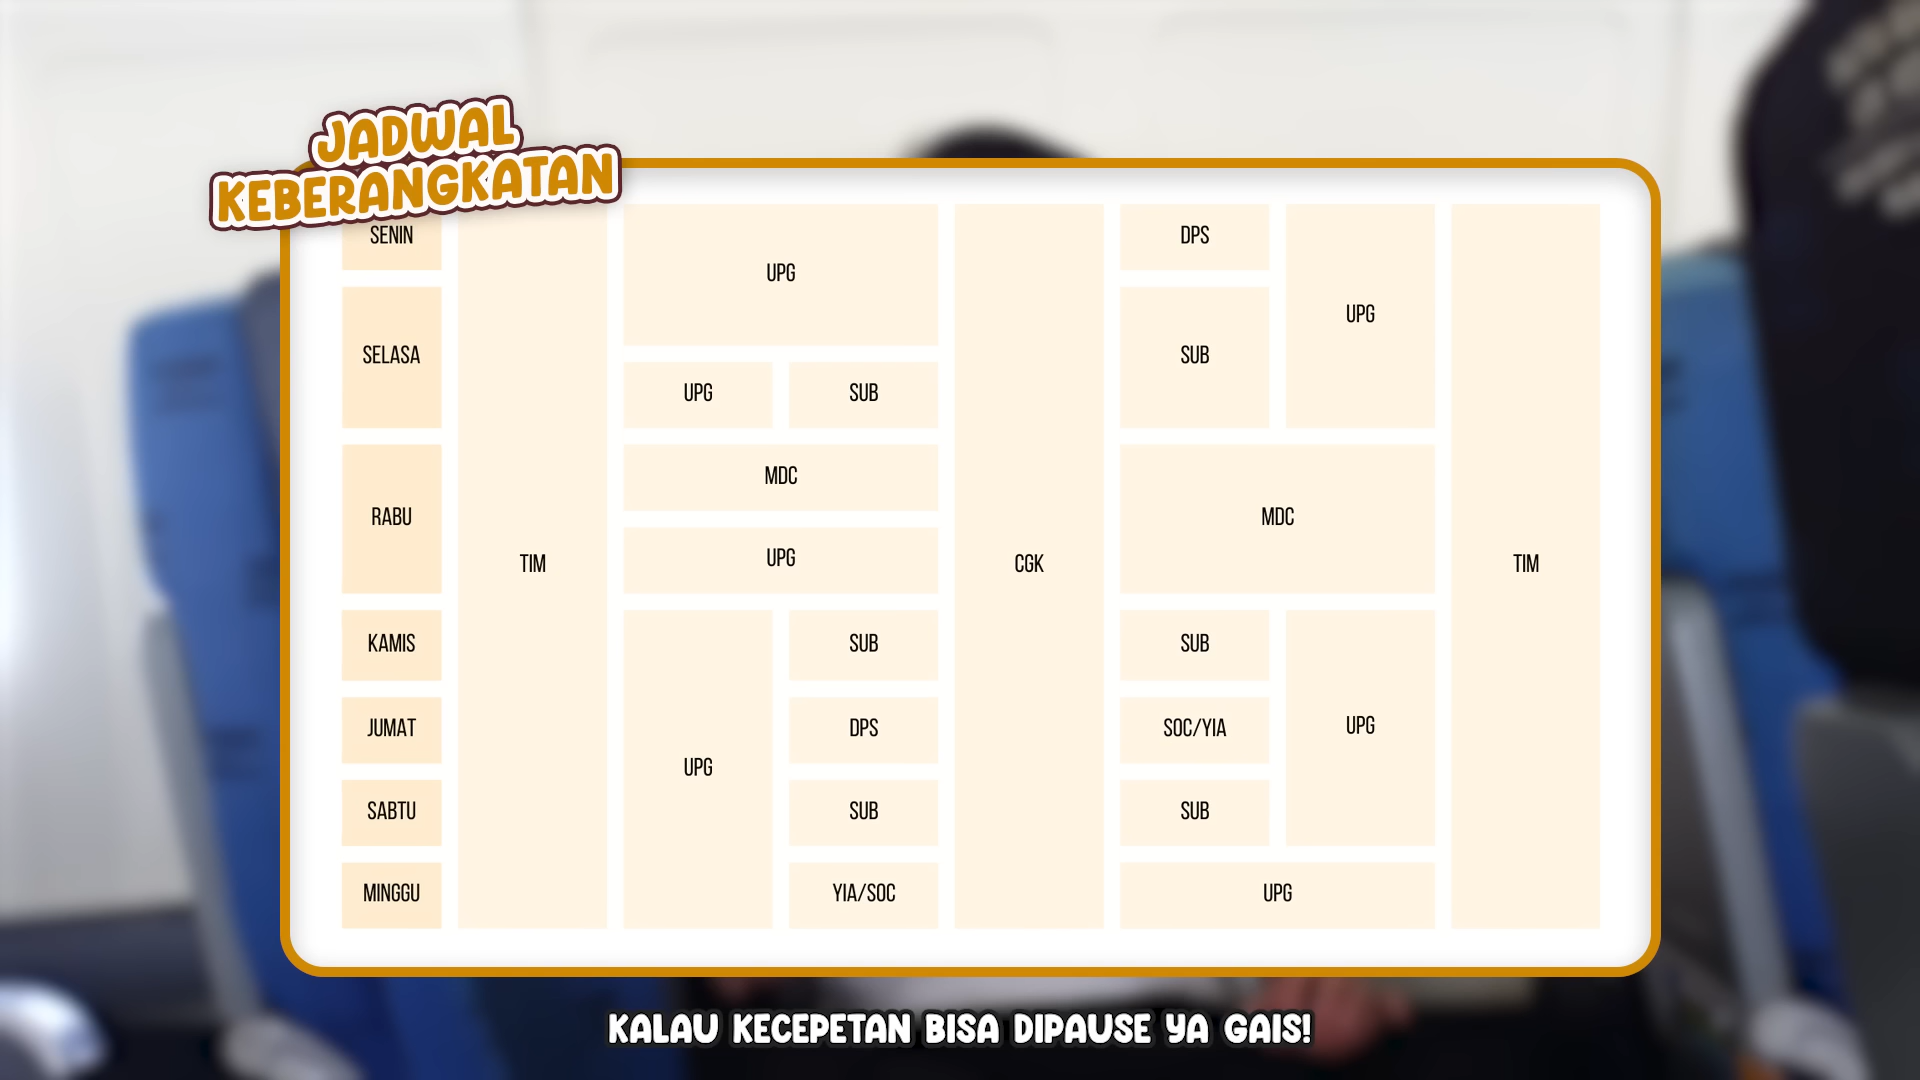 JADWAL
KEBERANGKATAN
SENIN
SELASA
RABU
KAMIS
JUMAT
SABTU
MINGGU
TIM
UPG
UPG
SUB
MDC
UPG
UPG
SUB
DPS
SUB
YIA/SOC
CGK
DPS
SUB
UPG
MDC
SUB
SOC/YIA
SUB
UPG
UPG
TIM
KALAU KECEPETAN BISA DIPAUSE YA GAIS!